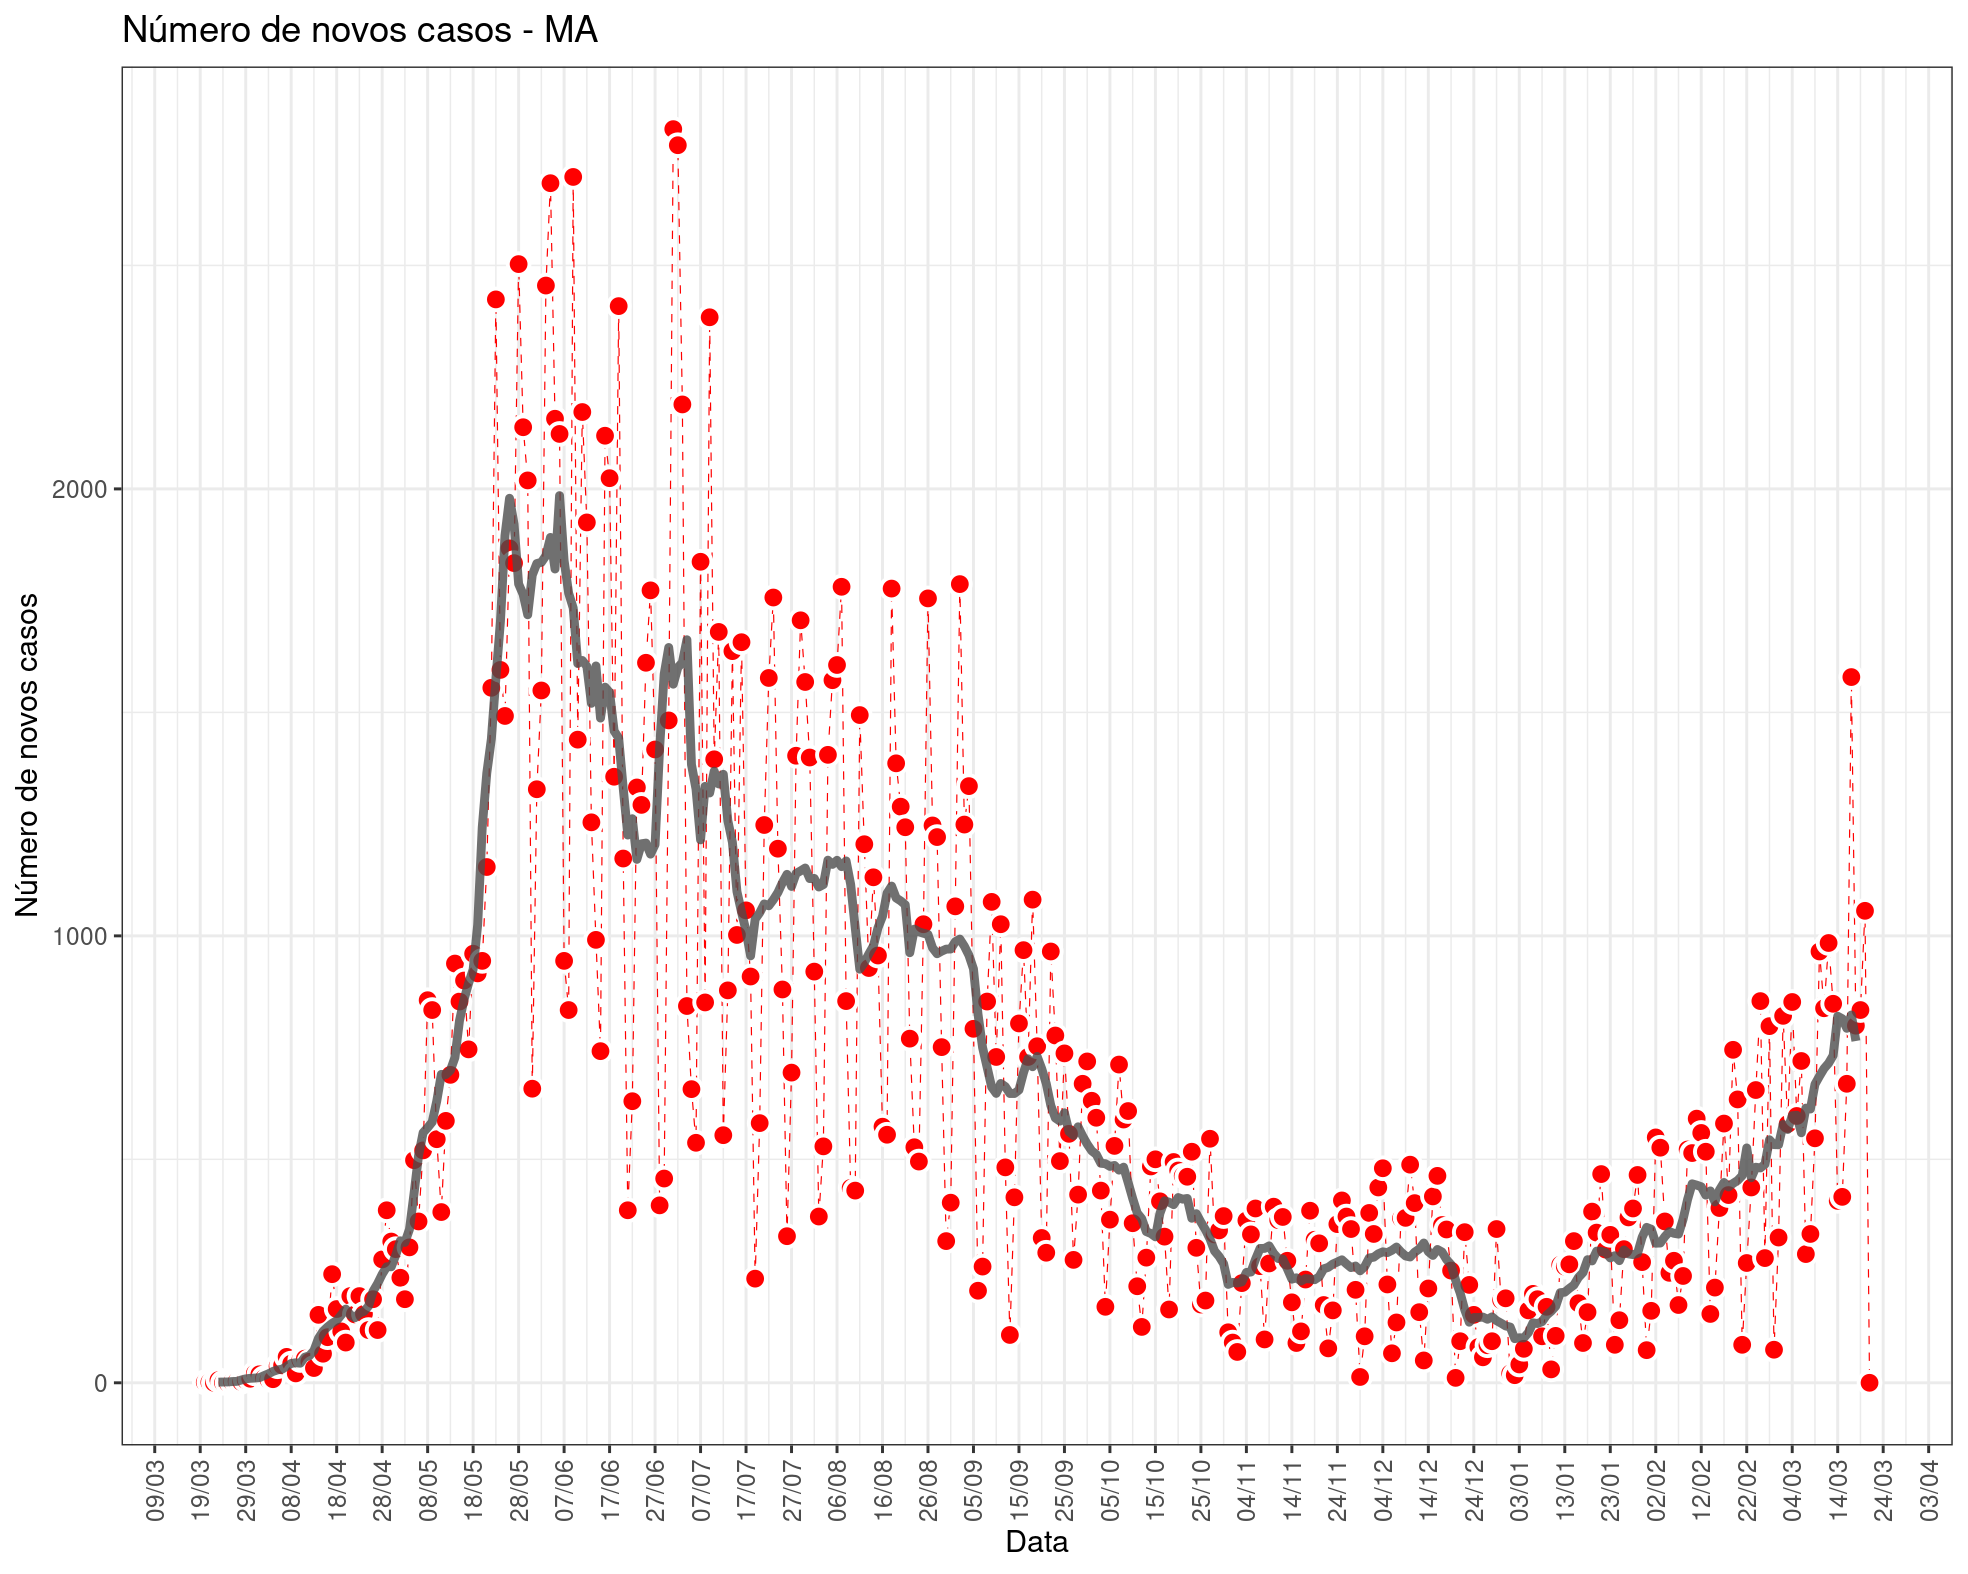 Número de novos casos - MA
Número de novos casos
2000
1000
0
09/03 19/03 29/03 08/04 18/04 28/04 08/05 18/05 28/05 07/06 17/06 27/06 07/07 17/07 27/07 06/08 16/08 26/08 05/09 15/09 25/09 05/10 15/10 25/10 04/11 14/11 24/11 04/12 14/12 24/12 03/01 13/01 23/01 02/02 12/02 22/02 04/03 14/03 24/03 03/04
Data